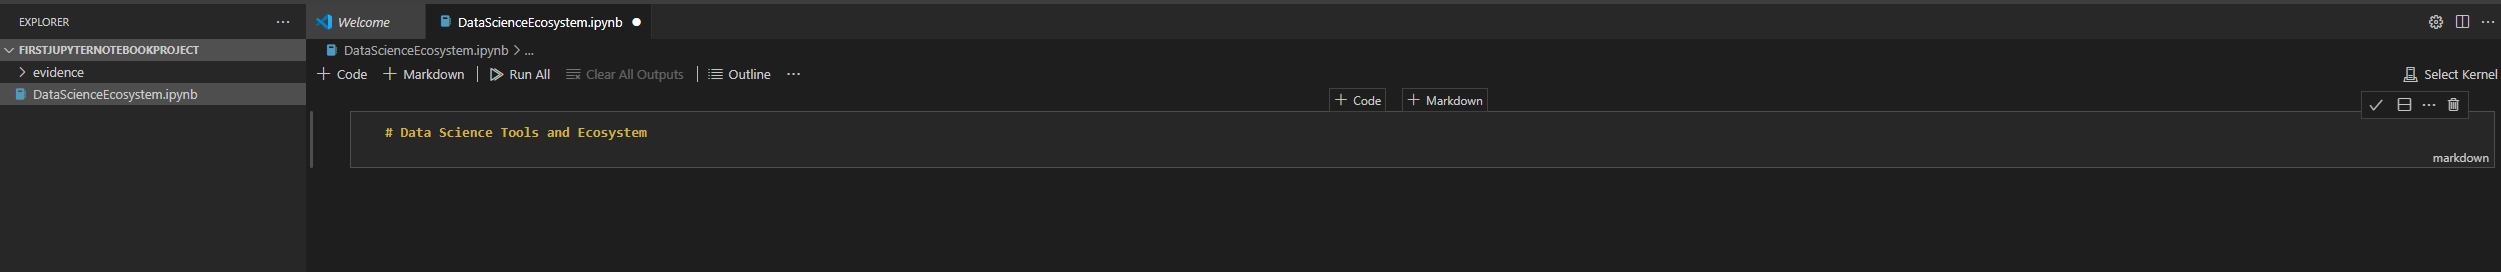 EXPLORER
Welcome
DataScienceEcosystem.ipynb
FIRSTJUPYTERNOTEBOOKPROJECT
evidence
DataScienceEcosystem.ipynb
DataScienceEcosystem.ipynb > ...
+ Code + Markdown Run All Clear All Outputs Outline ...
Select Kernel
+ Code + Markdown
# Data Science Tools and Ecosystem
markdown